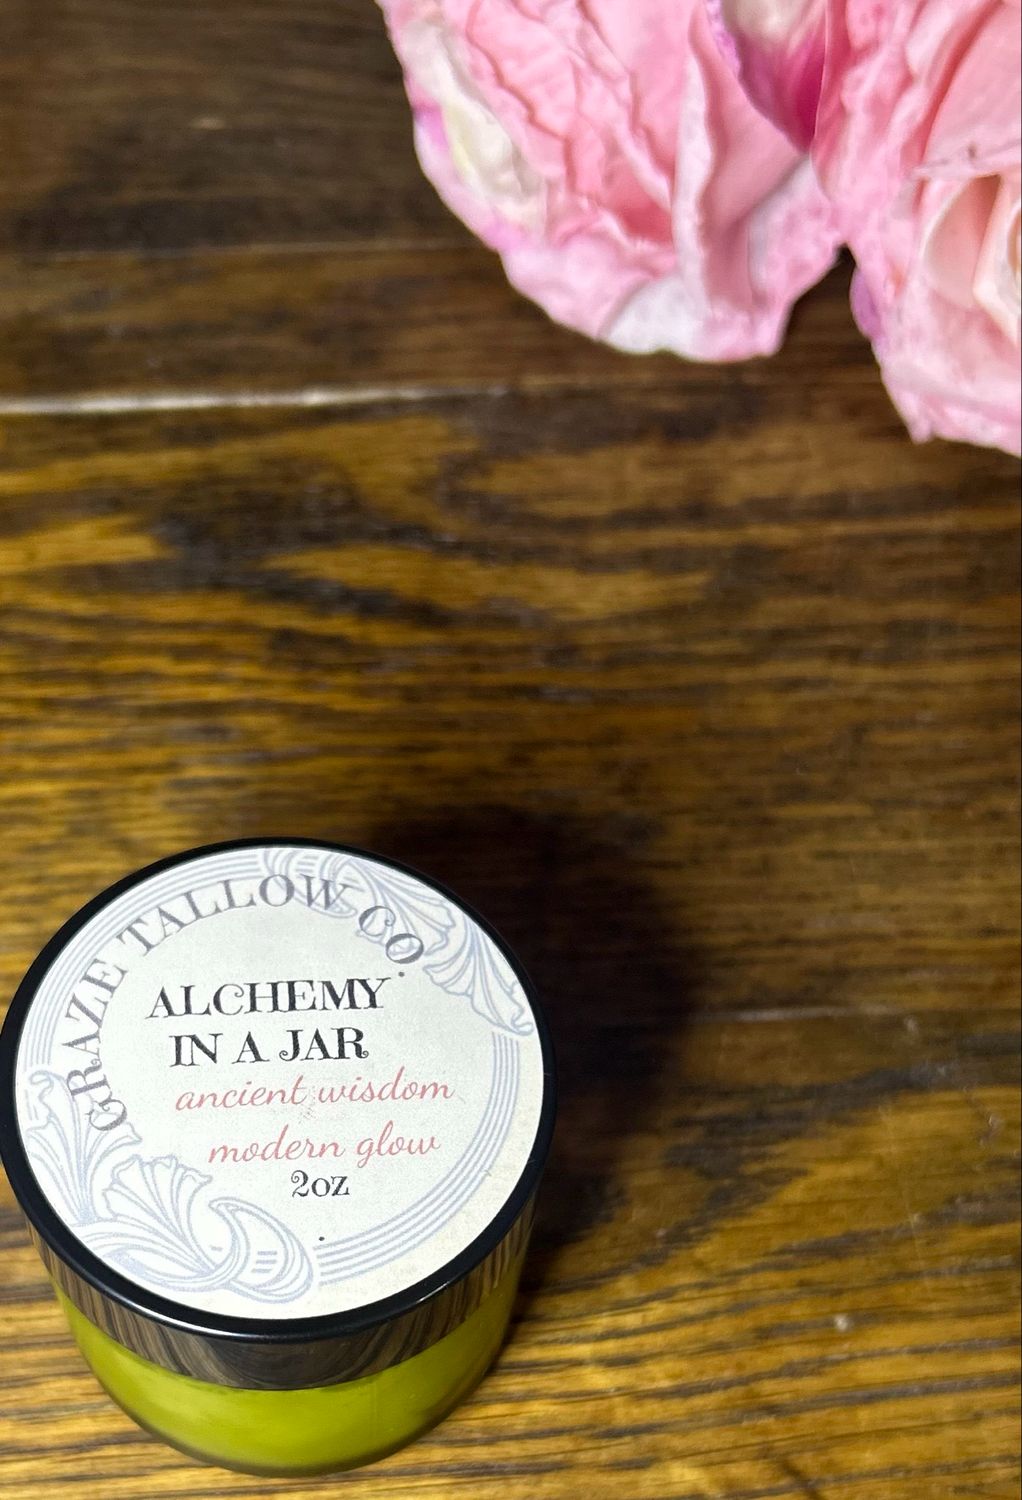 GRAZE TALLOW CO.
ALCHEMY
IN A JAR
ancient wisdom
modern glow
2oz